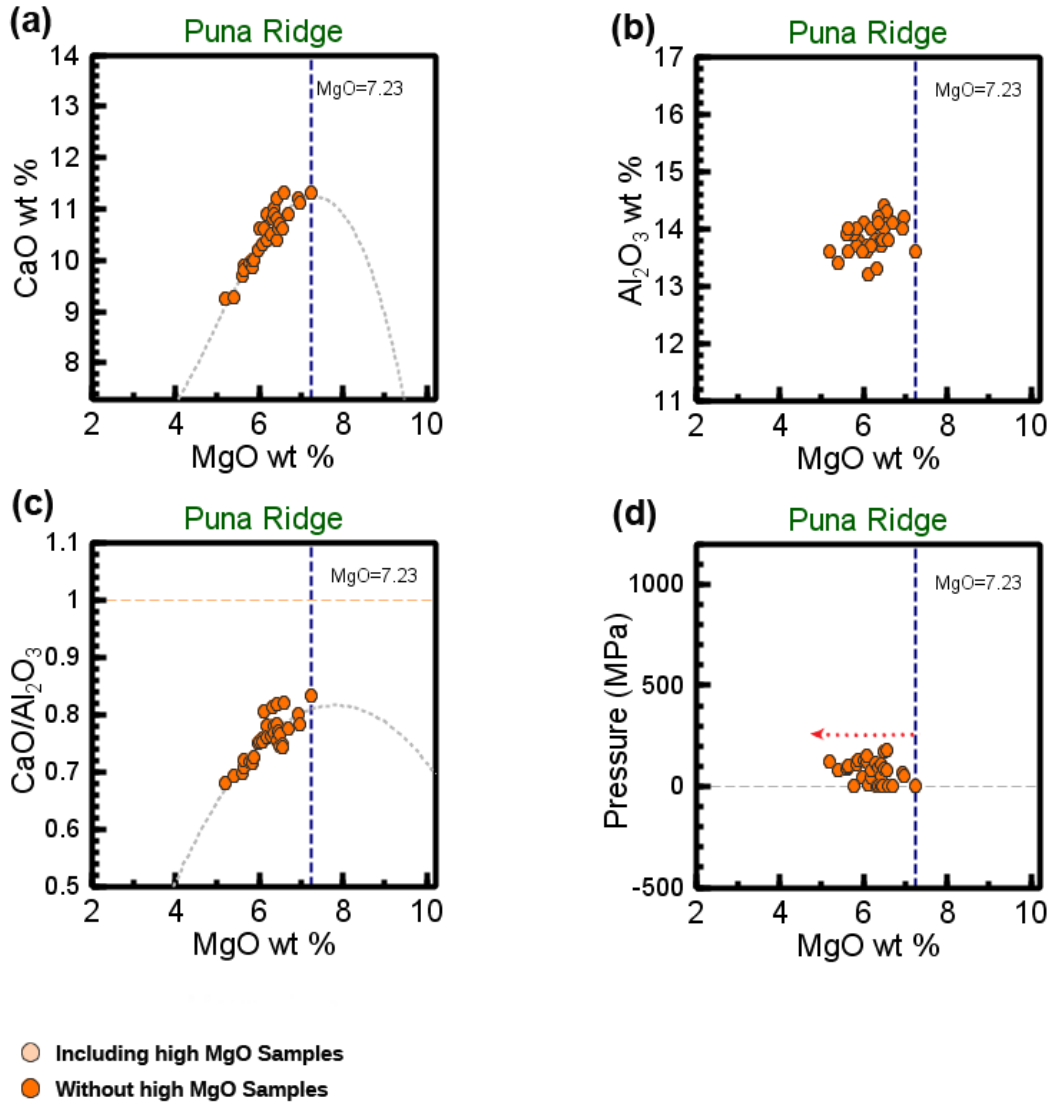 (a)
Puna Ridge
MgO=7.23
CaO wt %
14
13
12
11
10
9
8
2
4
6
8
10
MgO wt %
(b)
Puna Ridge
MgO=7.23
Al₂O₃ wt %
17
16
15
14
13
12
11
2
4
6
8
10
MgO wt %
(c)
Puna Ridge
MgO=7.23
CaO/Al₂O₃
1.1
1
0.9
0.8
0.7
0.6
0.5
2
4
6
8
10
MgO wt %
(d)
Puna Ridge
MgO=7.23
Pressure (MPa)
1000
500
0
-500
2
4
6
8
10
MgO wt %
Including high MgO Samples
Without high MgO Samples